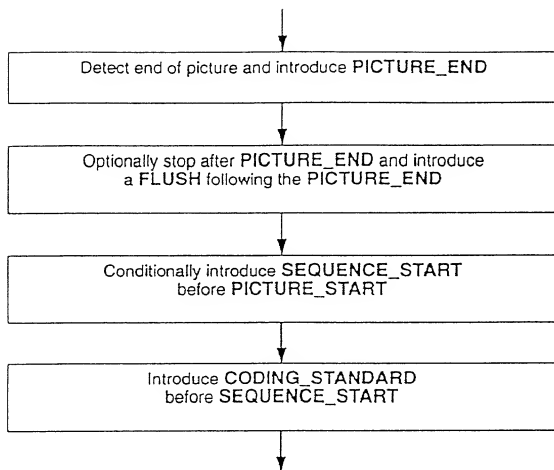 Detect end of picture and introduce PICTURE_END
Optionally stop after PICTURE_END and introduce
a FLUSH following the PICTURE_END
Conditionally introduce SEQUENCE_START
before PICTURE_START
Introduce CODING_STANDARD
before SEQUENCE_START